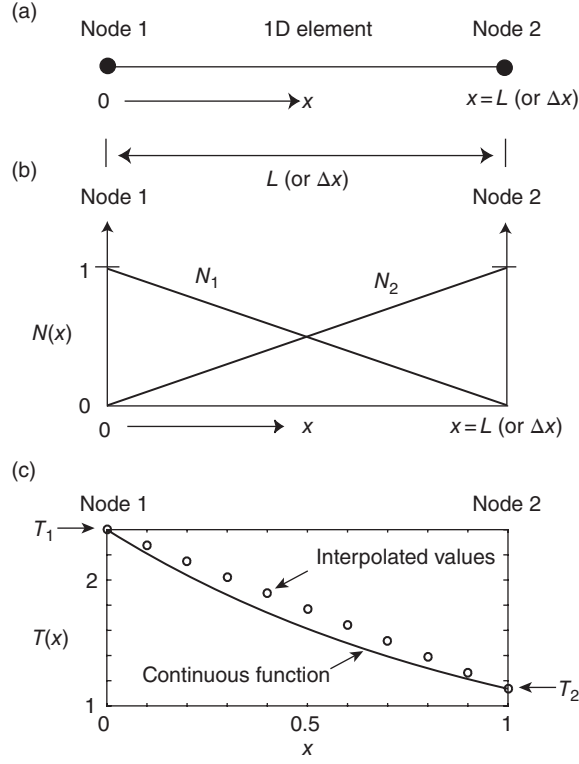 (a)
Node 1 1D element Node 2
0 x x = L (or Δx)
L (or Δx)
(b)
Node 1 Node 2
1
N₁ N₂
N(x)
0
0 x x = L (or Δx)
(c)
Node 1 Node 2
T₁
Interpolated values
2
T(x)
Continuous function
T₂
1
0 0.5 1
x